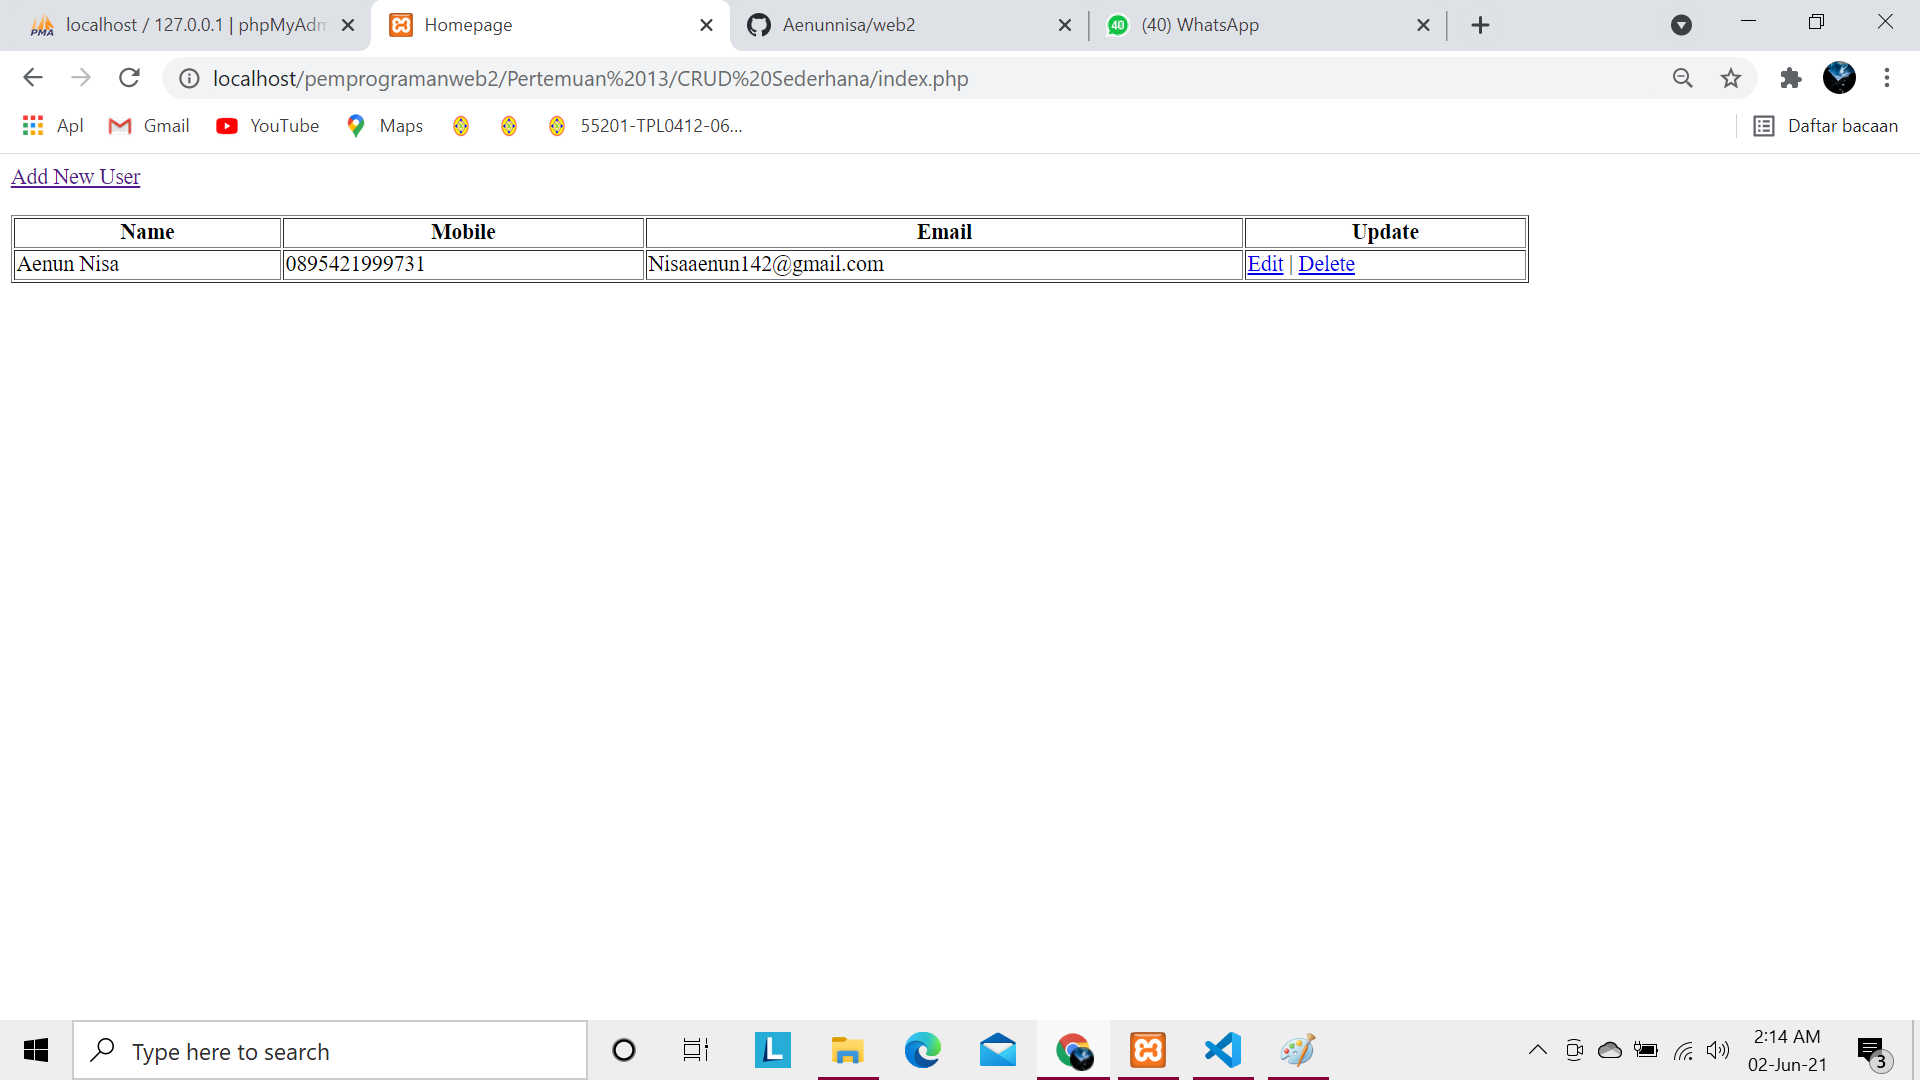 localhost / 127.0.0.1 | phpMyAdm
Homepage
Aenunnisa/web2
(40) WhatsApp
localhost/pemprogramanweb2/Pertemuan%2013/CRUD%20Sederhana/index.php
Apl
Gmail
YouTube
Maps
55201-TPL0412-06...
Daftar bacaan
Add New User
Name Mobile Email Update
Aenun Nisa 0895421999731 Nisaaenun142@gmail.com Edit | Delete
Type here to search
2:14 AM
02-Jun-21
3